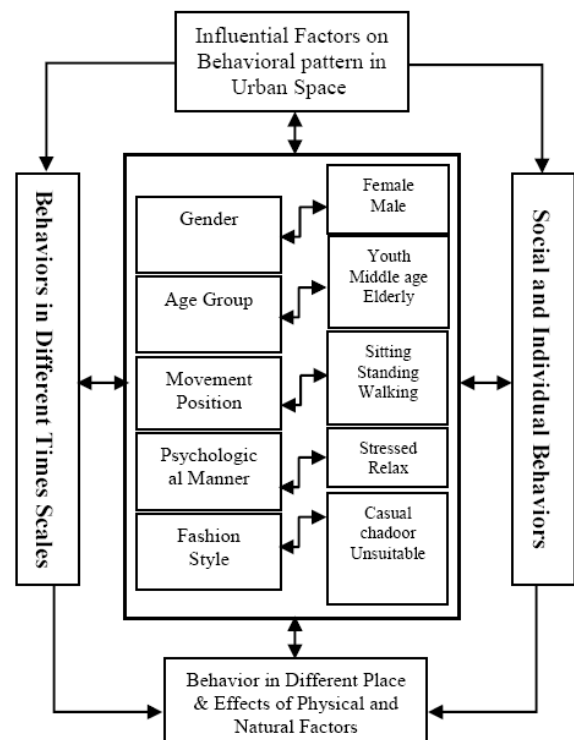 Influential Factors on
Behavioral pattern in
Urban Space
Behaviors in Different Times Scales
Gender
Female
Male
Age Group
Youth
Middle age
Elderly
Movement
Position
Sitting
Standing
Walking
Psychologic
al Manner
Stressed
Relax
Fashion
Style
Casual
chadoor
Unsuitable
Social and Individual Behaviors
Behavior in Different Place
& Effects of Physical and
Natural Factors